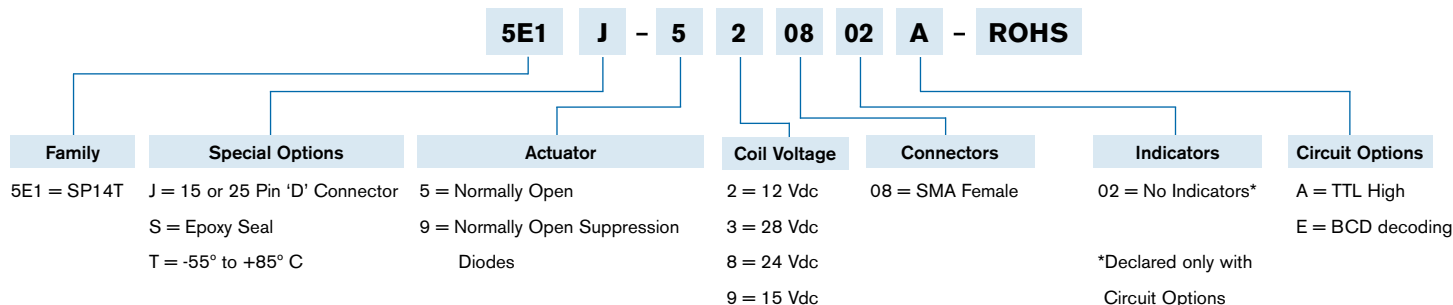 5E1 J – 5 2 08 02 A – ROHS
Family
5E1 = SP14T
Special Options
J = 15 or 25 Pin ‘D’ Connector
S = Epoxy Seal
T = -55º to +85º C
Actuator
5 = Normally Open
9 = Normally Open Suppression
Diodes
Coil Voltage
2 = 12 Vdc
3 = 28 Vdc
8 = 24 Vdc
9 = 15 Vdc
Connectors
08 = SMA Female
Indicators
02 = No Indicators*
*Declared only with
Circuit Options
Circuit Options
A = TTL High
E = BCD decoding